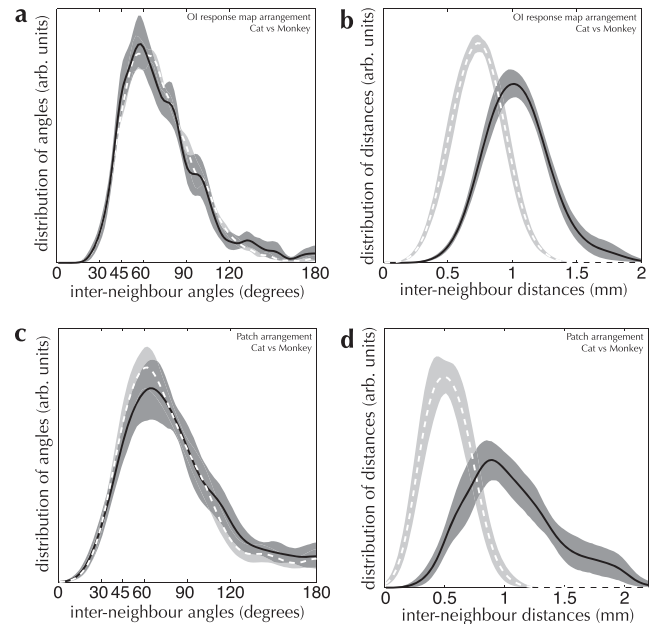 a
OI response map arrangement
Cat vs Monkey
distribution of angles (arb. units)
0 30 45 60 90 120 180
inter-neighbour angles (degrees)
b
OI response map arrangement
Cat vs Monkey
distribution of distances (arb. units)
0 0.5 1 1.5 2
inter-neighbour distances (mm)
c
Patch arrangement
Cat vs Monkey
distribution of angles (arb. units)
0 30 45 60 90 120 180
inter-neighbour angles (degrees)
d
Patch arrangement
Cat vs Monkey
distribution of distances (arb. units)
0 0.5 1 1.5 2
inter-neighbour distances (mm)